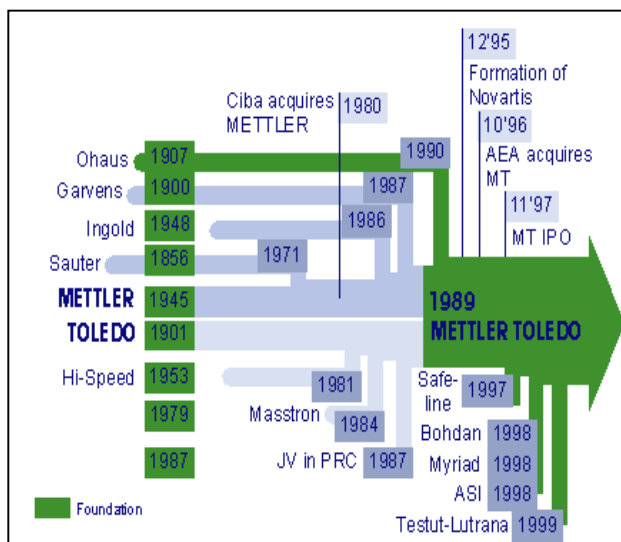 12'95
Formation of
Novartis
Ciba acquires
METTLER
1980
10'96
AEA acquires
MT
11'97
MT IPO
Ohaus 1907 1990
Garvens 1900 1987
Ingold 1948 1986
Sauter 1856 1971
METTLER 1945
TOLEDO 1901
1989
METTLER TOLEDO
Hi-Speed 1953 1981
1979 Masstron 1984
1987 JV in PRC 1987
Safe-
line
1997
Bohdan 1998
Myriad 1998
ASI 1998
Testut-Lutrana 1999
Foundation